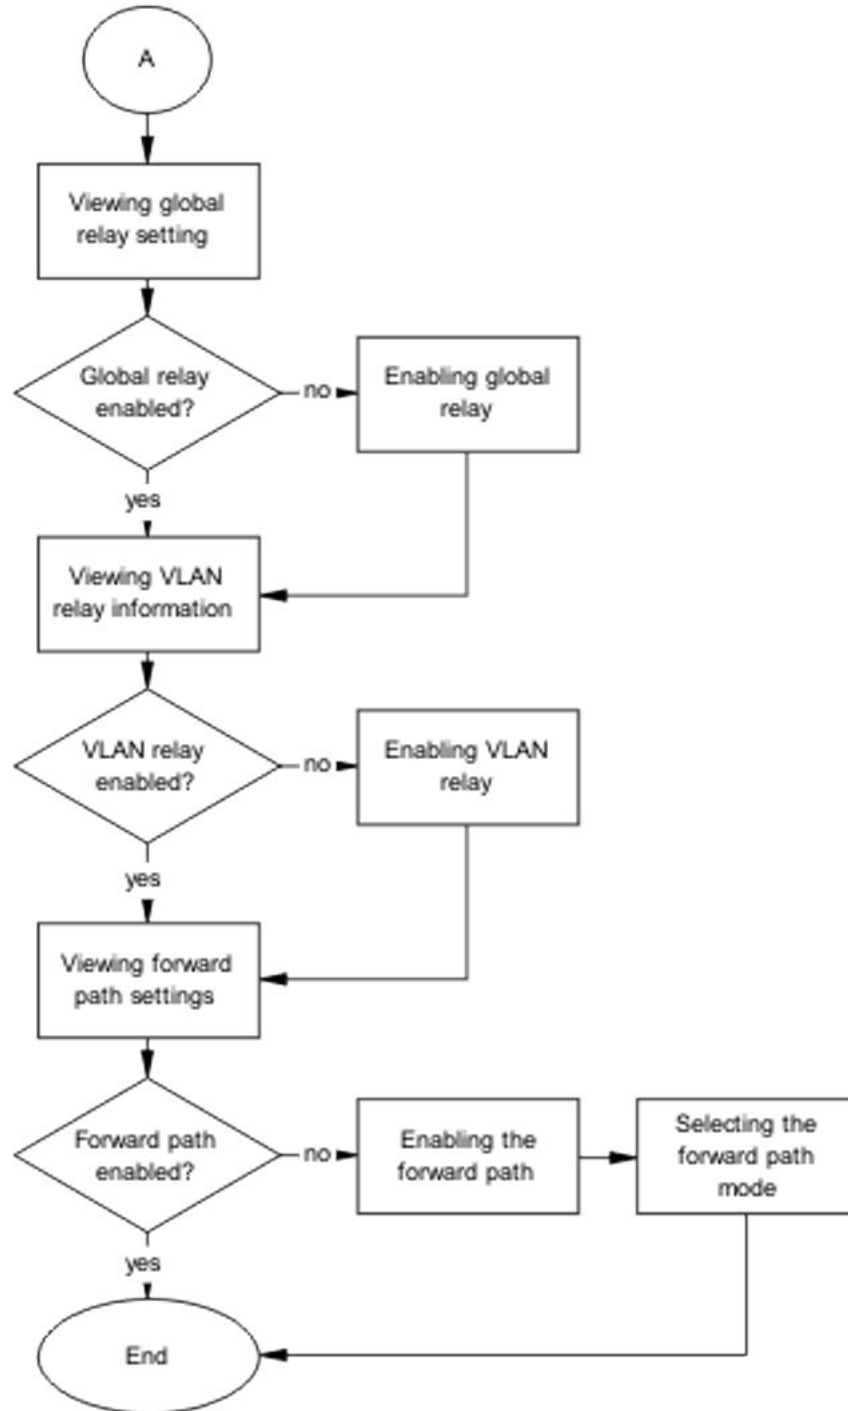 A
Viewing global
relay setting
Global relay
enabled?
no
Enabling global
relay
yes
Viewing VLAN
relay information
VLAN relay
enabled?
no
Enabling VLAN
relay
yes
Viewing forward
path settings
Forward path
enabled?
no
Enabling the
forward path
Selecting the
forward path
mode
yes
End